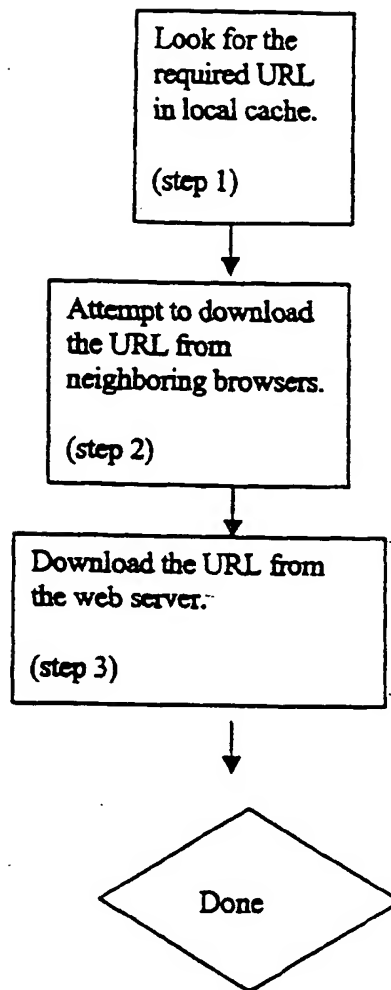 Look for the
required URL
in local cache.
(step 1)
Attempt to download
the URL from
neighboring browsers.
(step 2)
Download the URL from
the web server.
(step 3)
Done